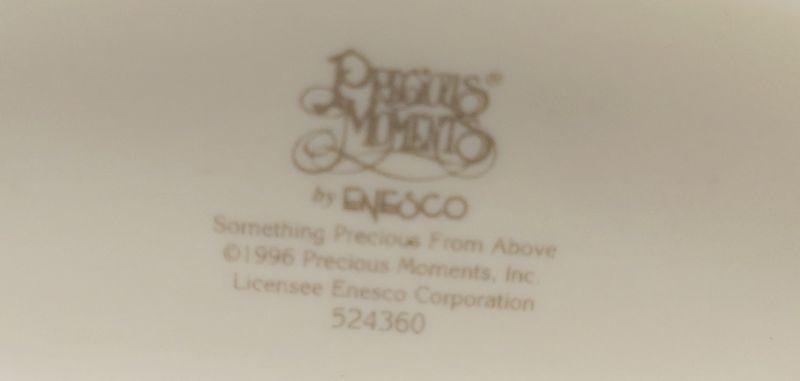 PRECIOUS®
MOMENTS
by ENESCO
Something Precious From Above
©1996 Precious Moments, Inc.
Licensee Enesco Corporation
524360